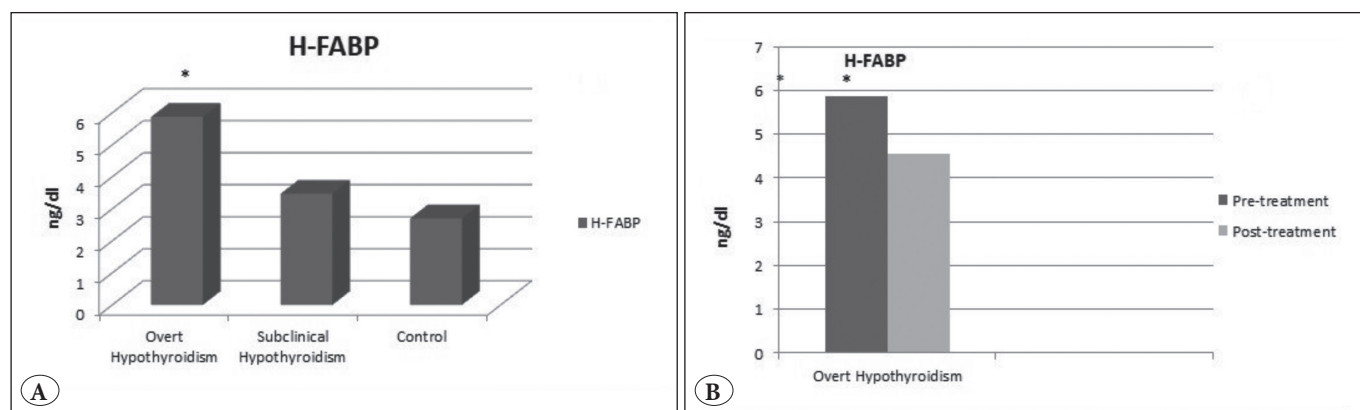 H-FABP
*
6
5
4
3
2
1
0
ng/dl
Overt
Hypothyroidism
Subclinical
Hypothyroidism
Control
H-FABP
A
7
6
5
4
3
2
1
0
H-FABP
* *
ng/dl
Overt Hypothyroidism
Pre-treatment
Post-treatment
B